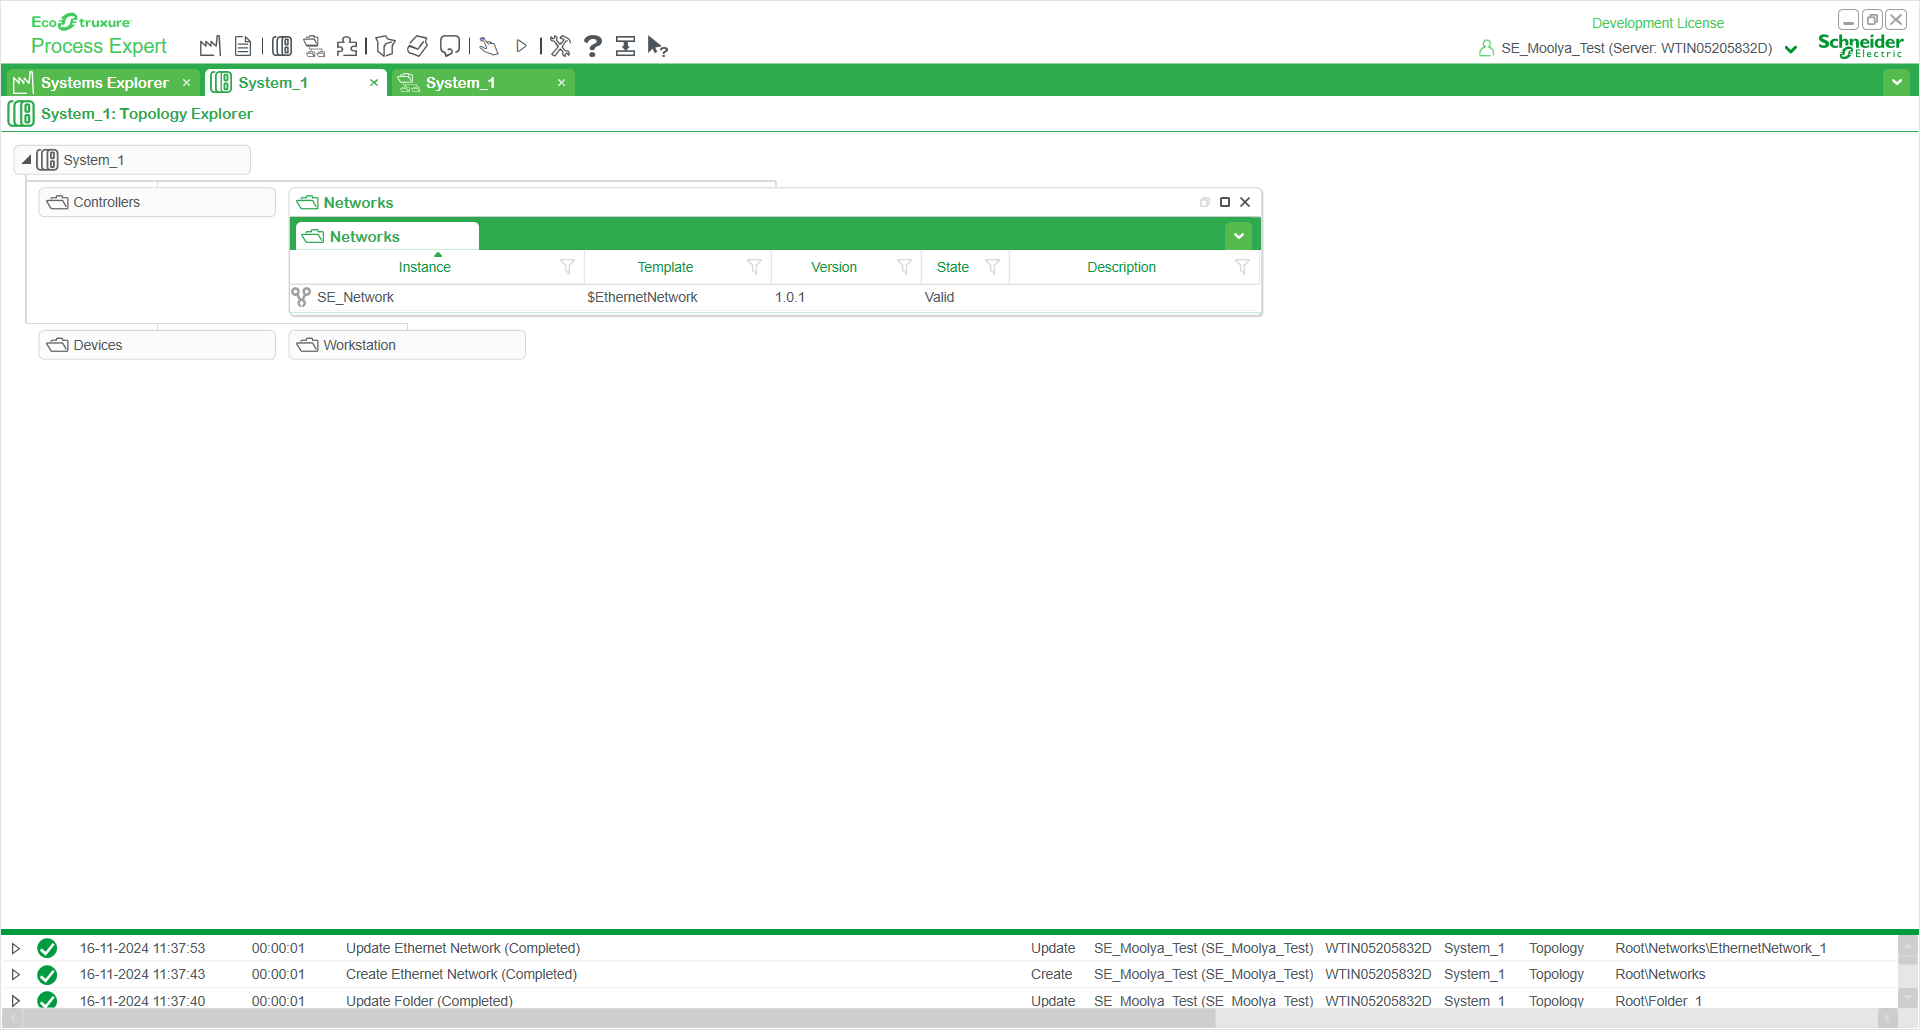 EcoStruxure
Development License
Process Expert
SE_Moolya_Test (Server: WTIN05205832D)
Schneider
Electric
Systems Explorer
System_1
System_1
System_1: Topology Explorer
System_1
Controllers
Networks
Networks
Instance Template Version State Description
SE_Network $EthernetNetwork 1.0.1 Valid
Devices
Workstation
16-11-2024 11:37:53 00:00:01 Update Ethernet Network (Completed) Update SE_Moolya_Test (SE_Moolya_Test) WTIN05205832D System_1 Topology Root\Networks\EthernetNetwork_1
16-11-2024 11:37:43 00:00:01 Create Ethernet Network (Completed) Create SE_Moolya_Test (SE_Moolya_Test) WTIN05205832D System_1 Topology Root\Networks
16-11-2024 11:37:40 00:00:01 Update Folder (Completed) Update SE_Moolya_Test (SE_Moolya_Test) WTIN05205832D System_1 Topology Root\Folder_1